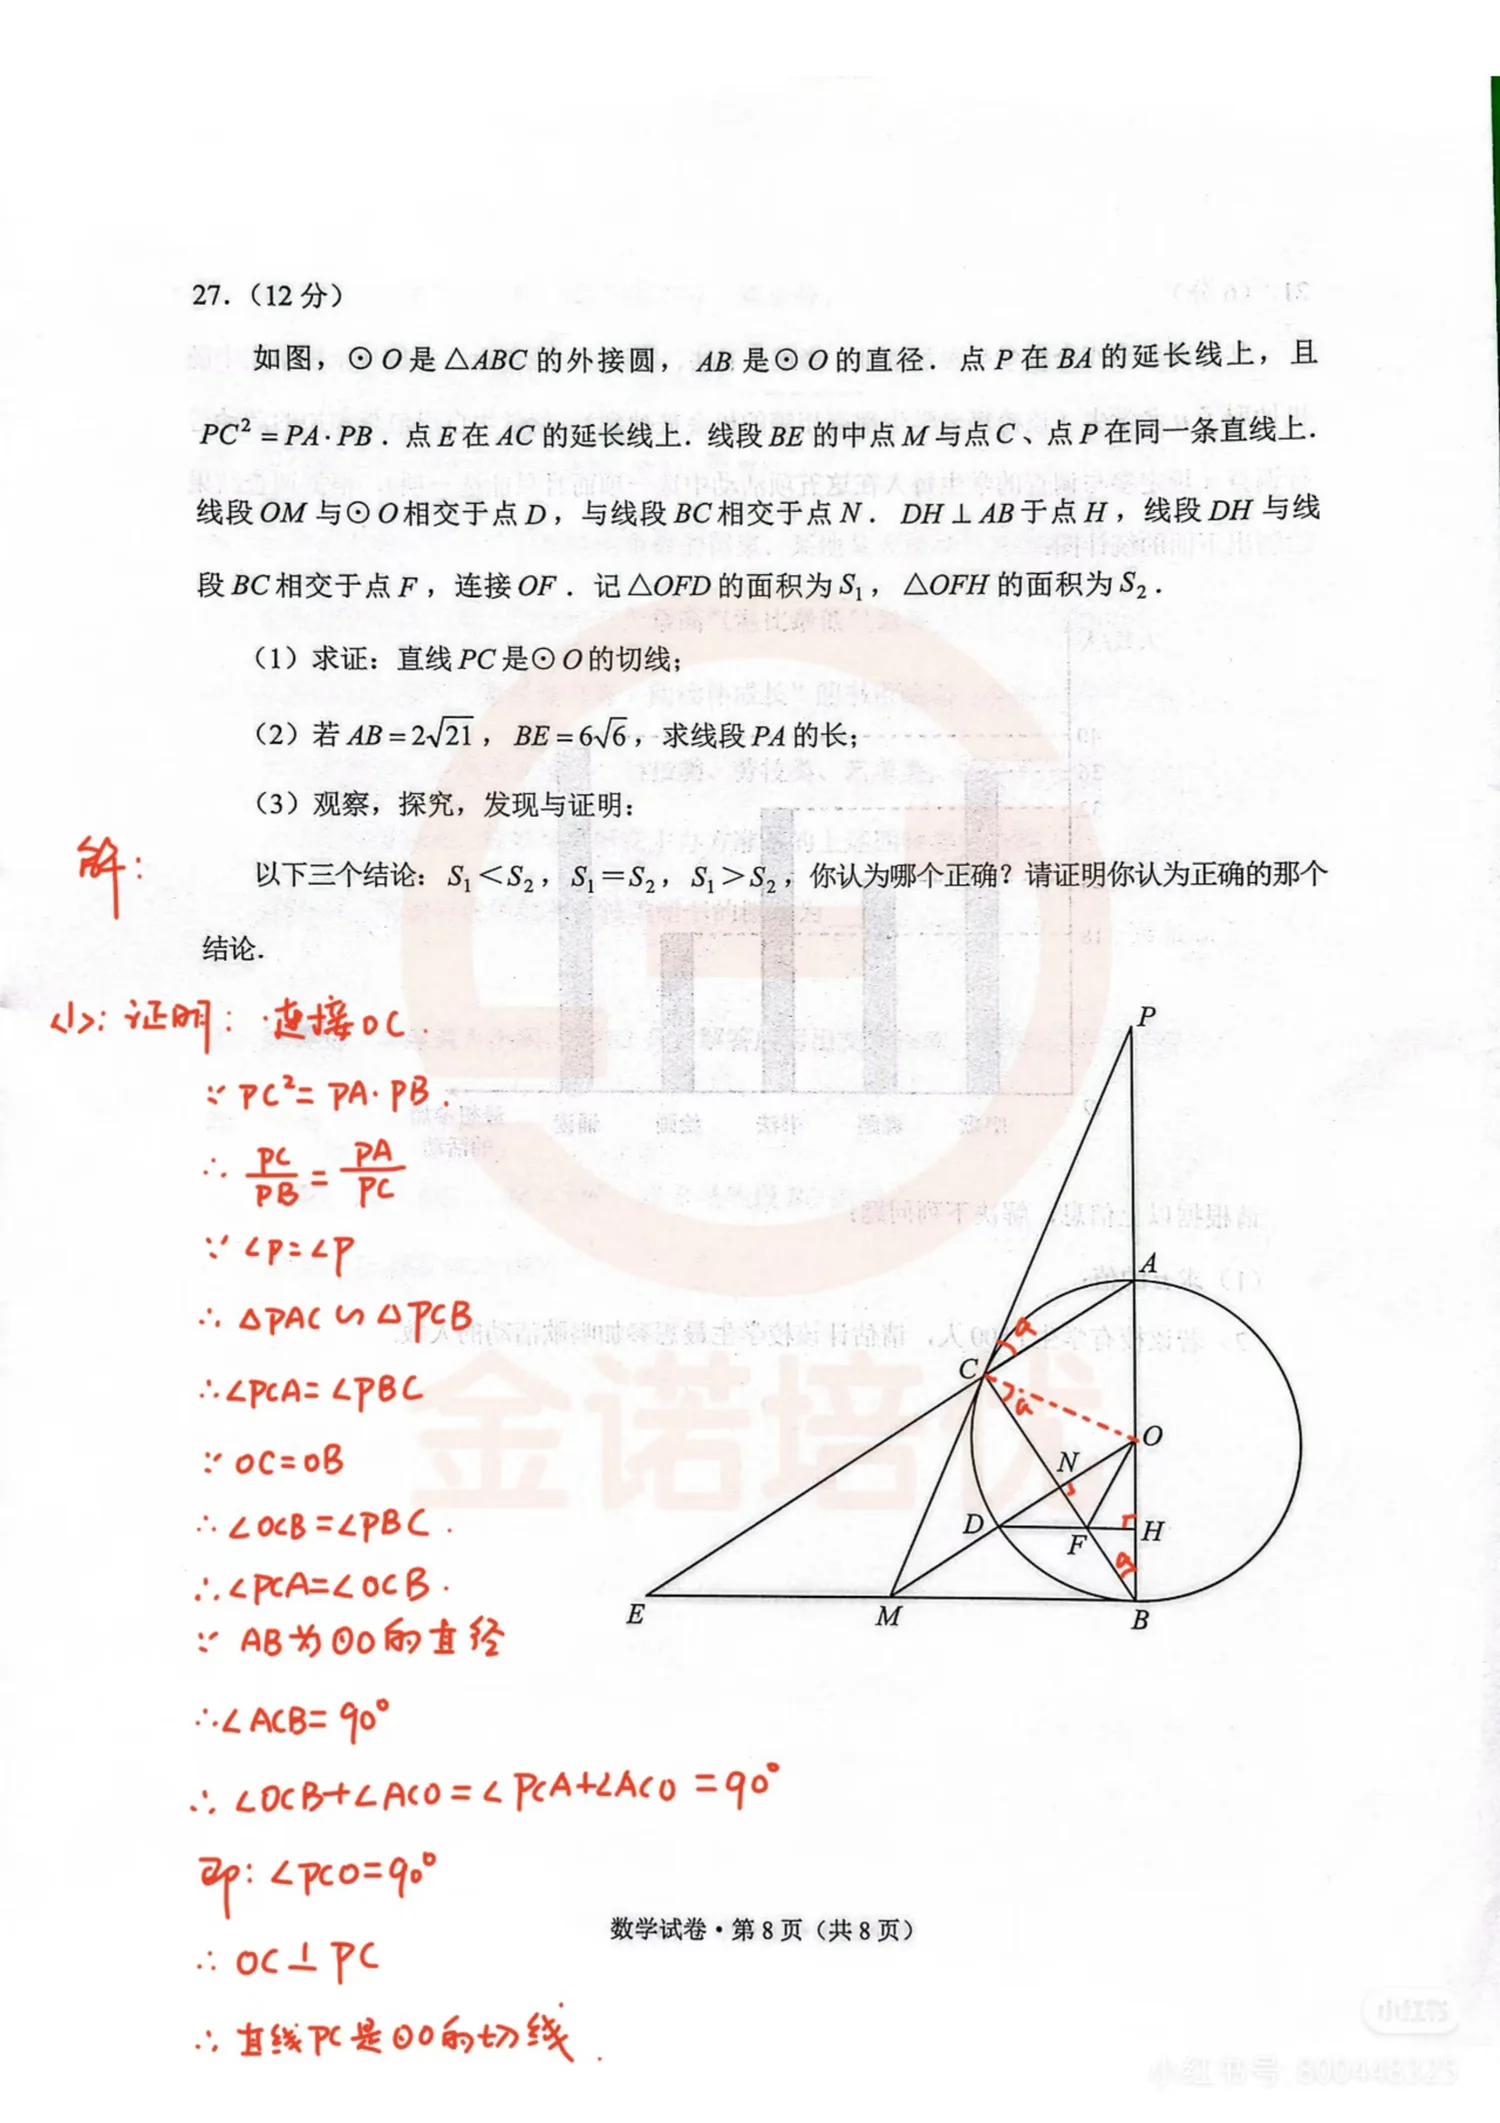 27.（12分）
如图，⊙O是△ABC的外接圆，AB是⊙O的直径．点P在BA的延长线上，且
PC²＝PA·PB．点E在AC的延长线上．线段BE的中点M与点C、点P在同一条直线上．
线段OM与⊙O相交于点D，与线段BC相交于点N．DH⊥AB于点H，线段DH与线
段BC相交于点F，连接OF．记△OFD的面积为S₁，△OFH的面积为S₂．
（1）求证：直线PC是⊙O的切线；
（2）若AB＝2√21，BE＝6√6，求线段PA的长；
（3）观察，探究，发现与证明：
解：
以下三个结论：S₁＜S₂，S₁＝S₂，S₁＞S₂，你认为哪个正确？请证明你认为正确的那个
结论．
<1>：证明：连接OC．
∵ PC²＝PA·PB．
∴ PC/PB＝PA/PC
∵ ∠P＝∠P
∴ △PAC∽△PCB
∴∠PCA＝∠PBC
∵ OC＝OB
∴ ∠OCB＝∠PBC．
∴∠PCA＝∠OCB．
∵ AB为⊙O的直径
∴∠ACB＝90°
∴ ∠OCB+∠ACO＝∠PCA+∠ACO＝90°
即：∠PCO＝90°
∴ OC⊥PC
∴ 直线PC是⊙O的切线．
P
A
a
C
a
O
N
D
F
H
a
E
M
B
数学试卷·第8页（共8页）
金诺培优
小红书
小红书号 800448325